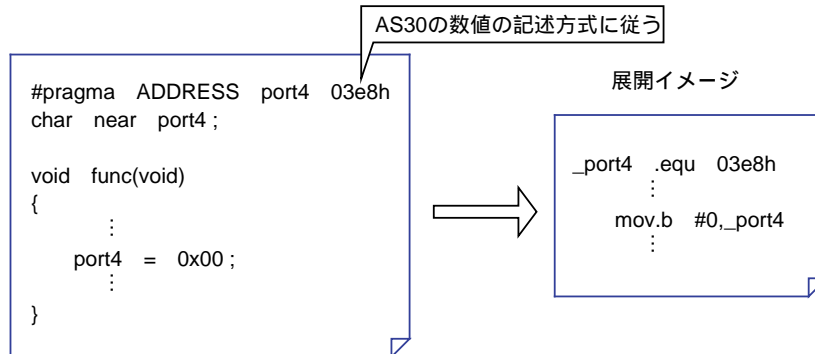 AS30の数値の記述方式に従う
#pragma ADDRESS port4 03e8h
char near port4 ;
void func(void)
{
⋮
port4 = 0x00 ;
⋮
}
展開イメージ
_port4 .equ 03e8h
⋮
mov.b #0,_port4
⋮